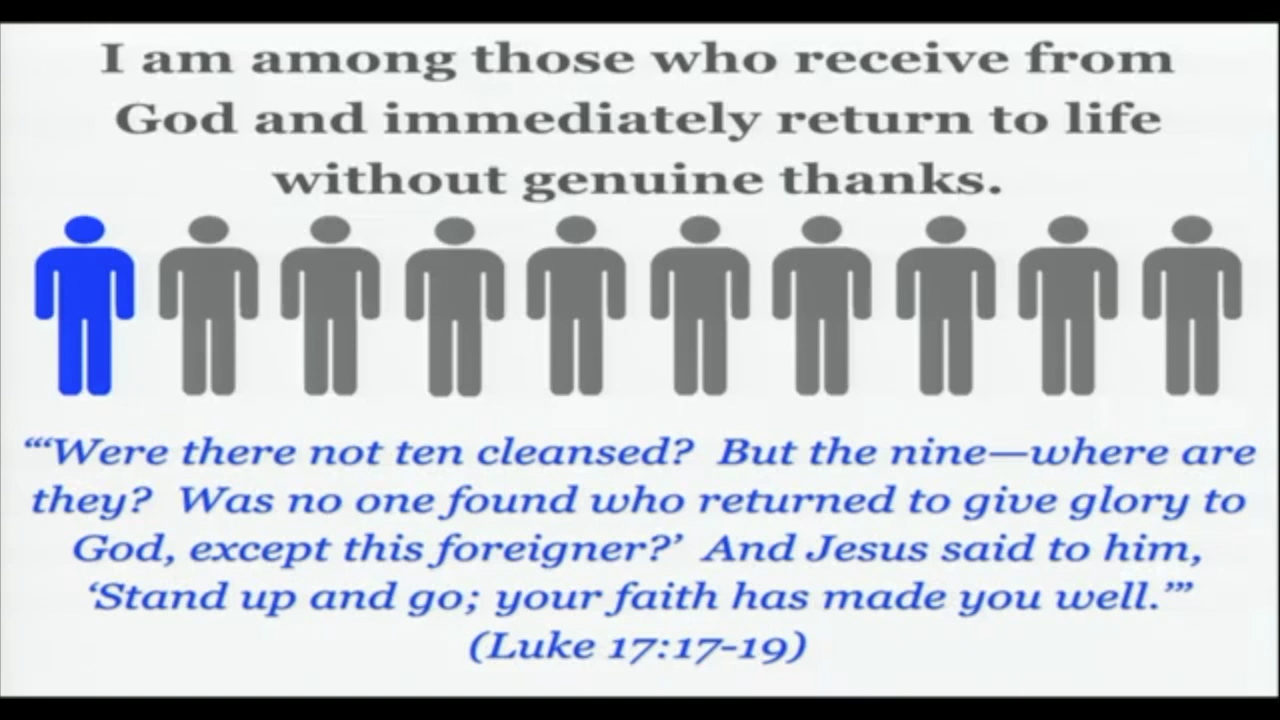 I am among those who receive from
God and immediately return to life
without genuine thanks.
“‘Were there not ten cleansed?  But the nine—where are
they?  Was no one found who returned to give glory to
God, except this foreigner?’  And Jesus said to him,
‘Stand up and go; your faith has made you well.’”
(Luke 17:17-19)